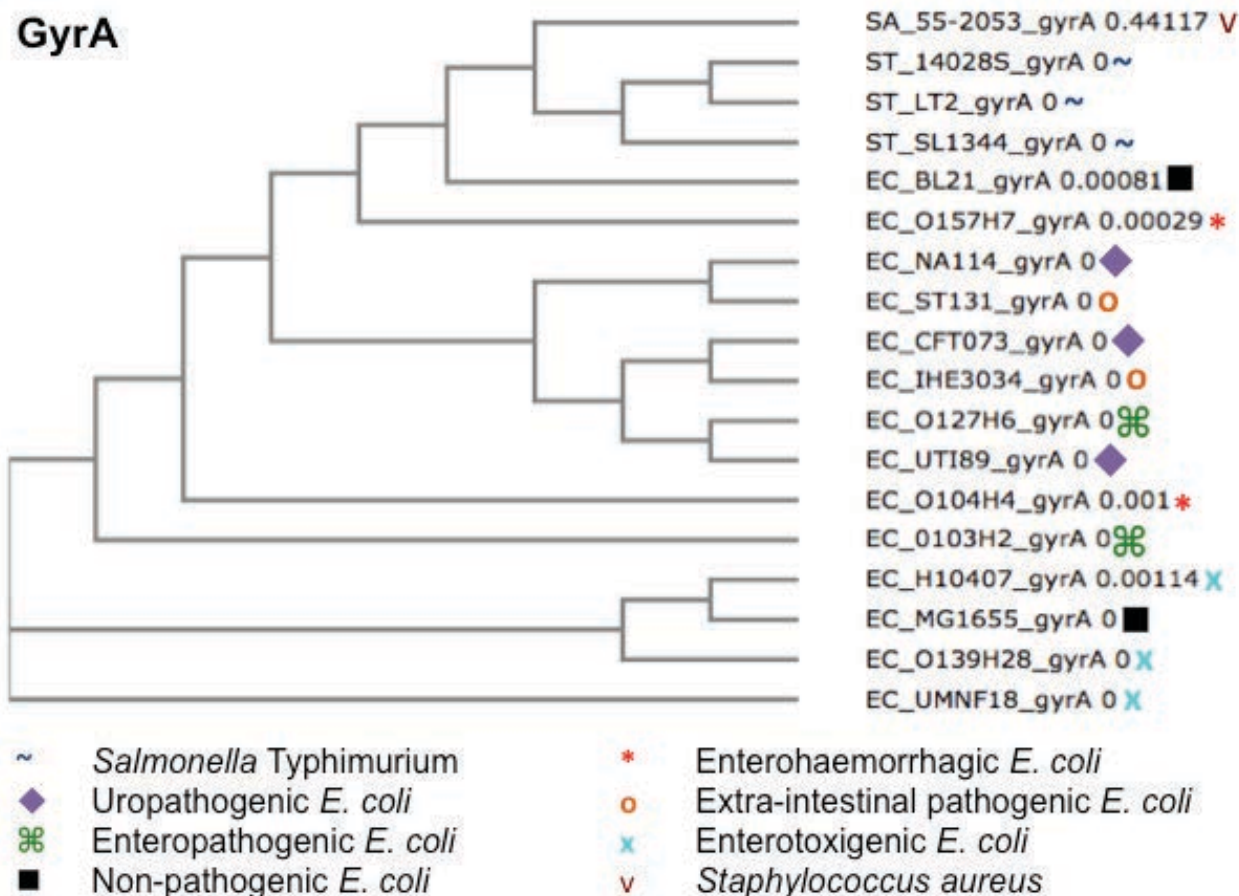 GyrA
SA_55-2053_gyrA 0.44117 v
ST_14028S_gyrA 0 ~
ST_LT2_gyrA 0 ~
ST_SL1344_gyrA 0 ~
EC_BL21_gyrA 0.00081 ■
EC_O157H7_gyrA 0.00029 *
EC_NA114_gyrA 0 ◆
EC_ST131_gyrA 0 o
EC_CFT073_gyrA 0 ◆
EC_IHE3034_gyrA 0 o
EC_O127H6_gyrA 0 ⌘
EC_UTI89_gyrA 0 ◆
EC_O104H4_gyrA 0.001 *
EC_0103H2_gyrA 0 ⌘
EC_H10407_gyrA 0.00114 x
EC_MG1655_gyrA 0 ■
EC_O139H28_gyrA 0 x
EC_UMNF18_gyrA 0 x
~ Salmonella Typhimurium
◆ Uropathogenic E. coli
⌘ Enteropathogenic E. coli
■ Non-pathogenic E. coli
* Enterohaemorrhagic E. coli
o Extra-intestinal pathogenic E. coli
x Enterotoxigenic E. coli
v Staphylococcus aureus